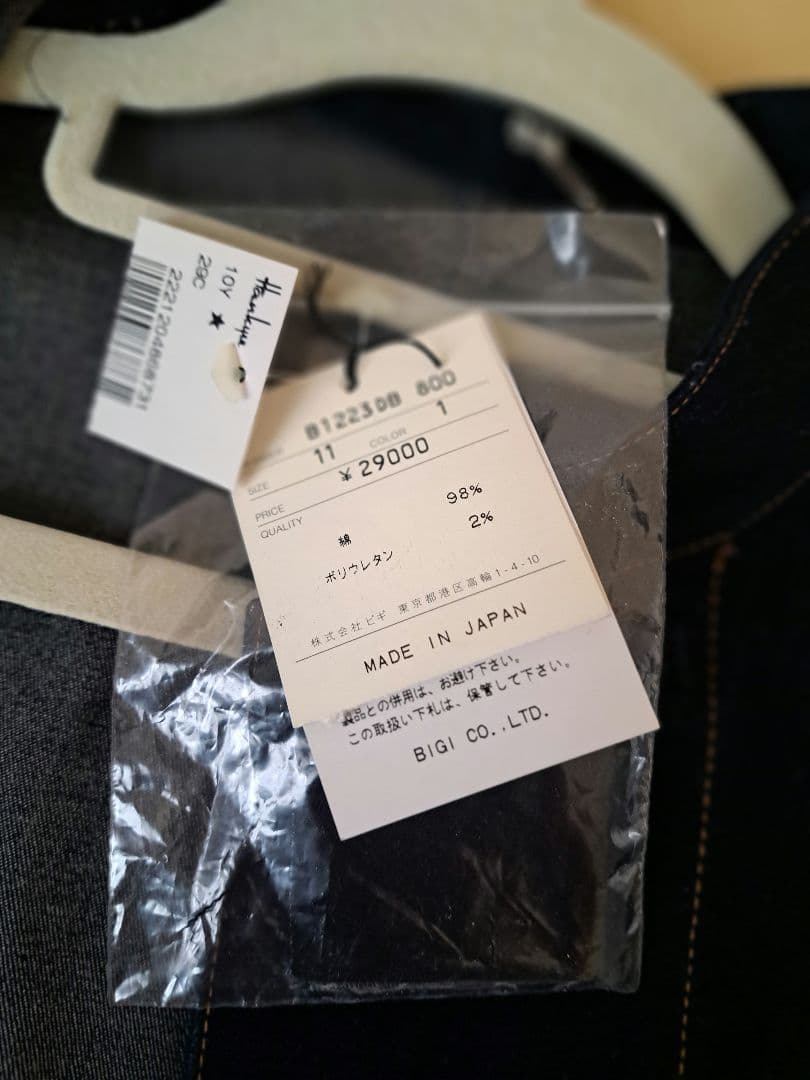 Hankyu
10Y ★
29C
2221204868731
B1223DB 800
SIZE 11 COLOR 1
PRICE ¥29000
QUALITY
綿 98%
ポリウレタン 2%
株式会社ビギ 東京都港区高輪1-4-10
MADE IN JAPAN
製品との併用は、お避け下さい。
この取扱い下札は、保管して下さい。
BIGI CO.,LTD.